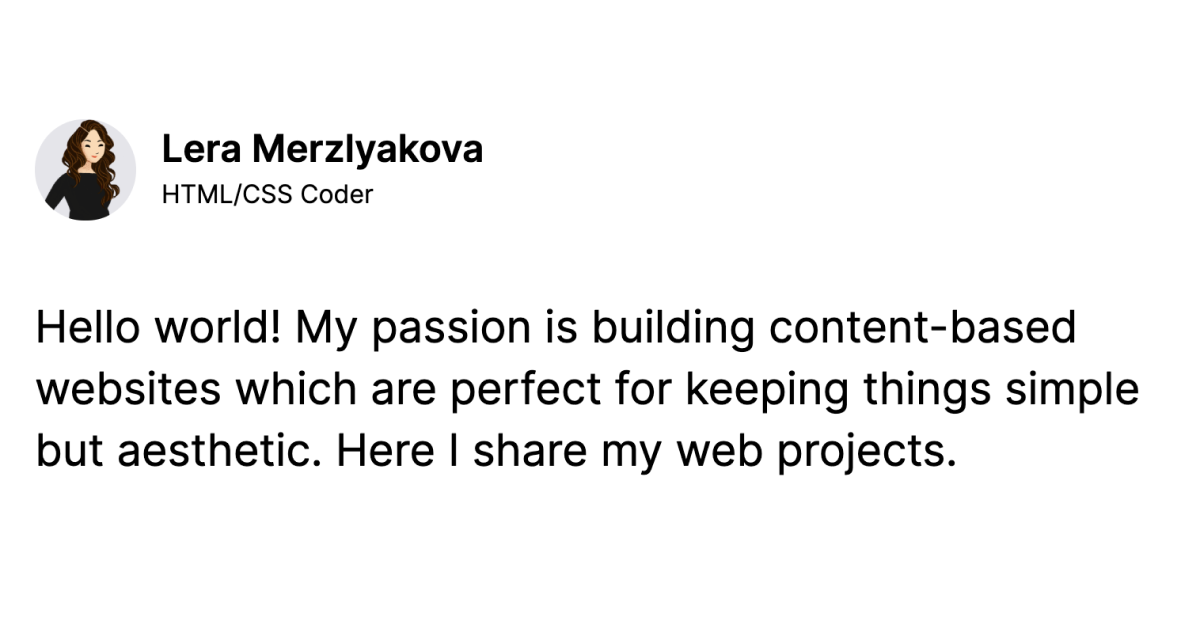 Lera Merzlyakova
HTML/CSS Coder
Hello world! My passion is building content-based
websites which are perfect for keeping things simple
but aesthetic. Here I share my web projects.